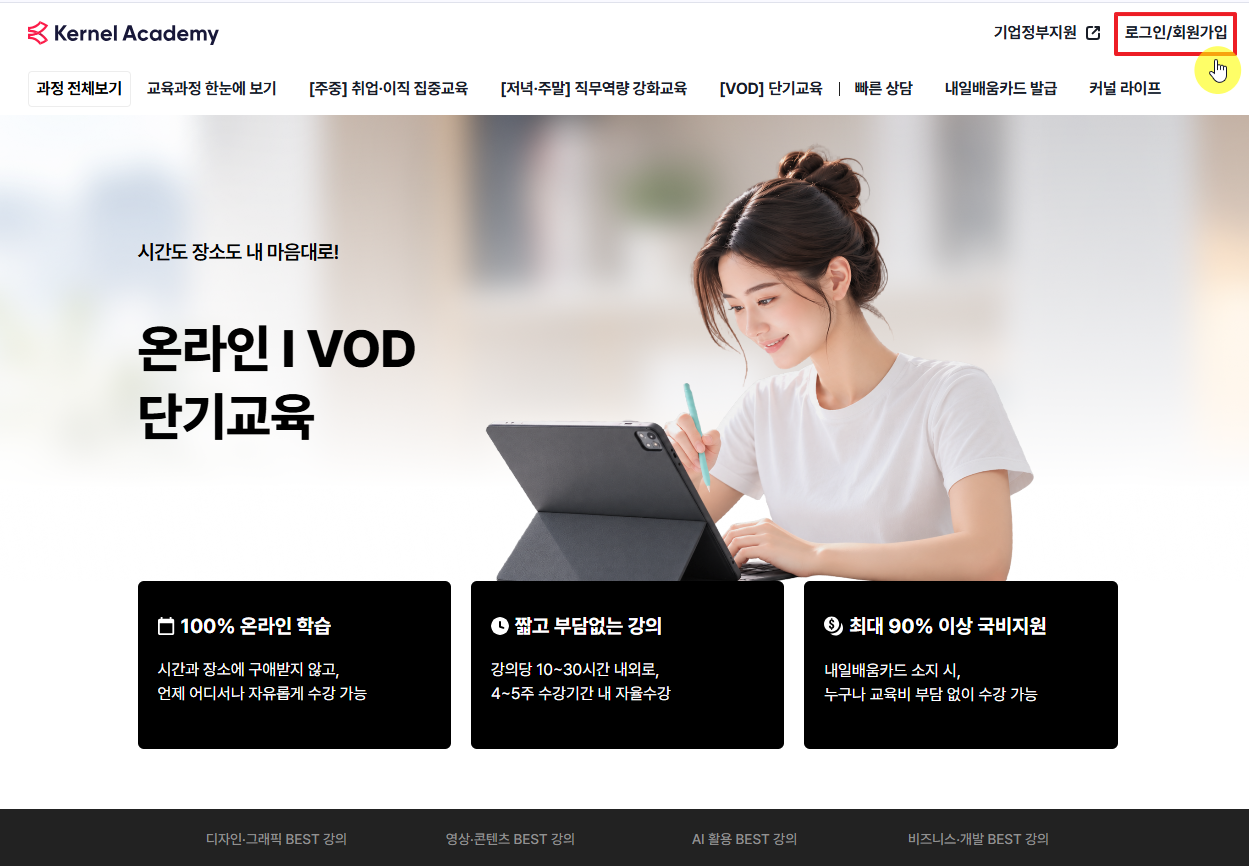 Kernel Academy
기업정부지원
로그인/회원가입
과정 전체보기
교육과정 한눈에 보기
[주중] 취업·이직 집중교육
[저녁·주말] 직무역량 강화교육
[VOD] 단기교육
빠른 상담
내일배움카드 발급
커널 라이프
시간도 장소도 내 마음대로!
온라인 I VOD
단기교육
100% 온라인 학습
시간과 장소에 구애받지 않고,
언제 어디서나 자유롭게 수강 가능
짧고 부담없는 강의
강의당 10~30시간 내외로,
4~5주 수강기간 내 자율수강
최대 90% 이상 국비지원
내일배움카드 소지 시,
누구나 교육비 부담 없이 수강 가능
디자인·그래픽 BEST 강의
영상·콘텐츠 BEST 강의
AI 활용 BEST 강의
비즈니스·개발 BEST 강의